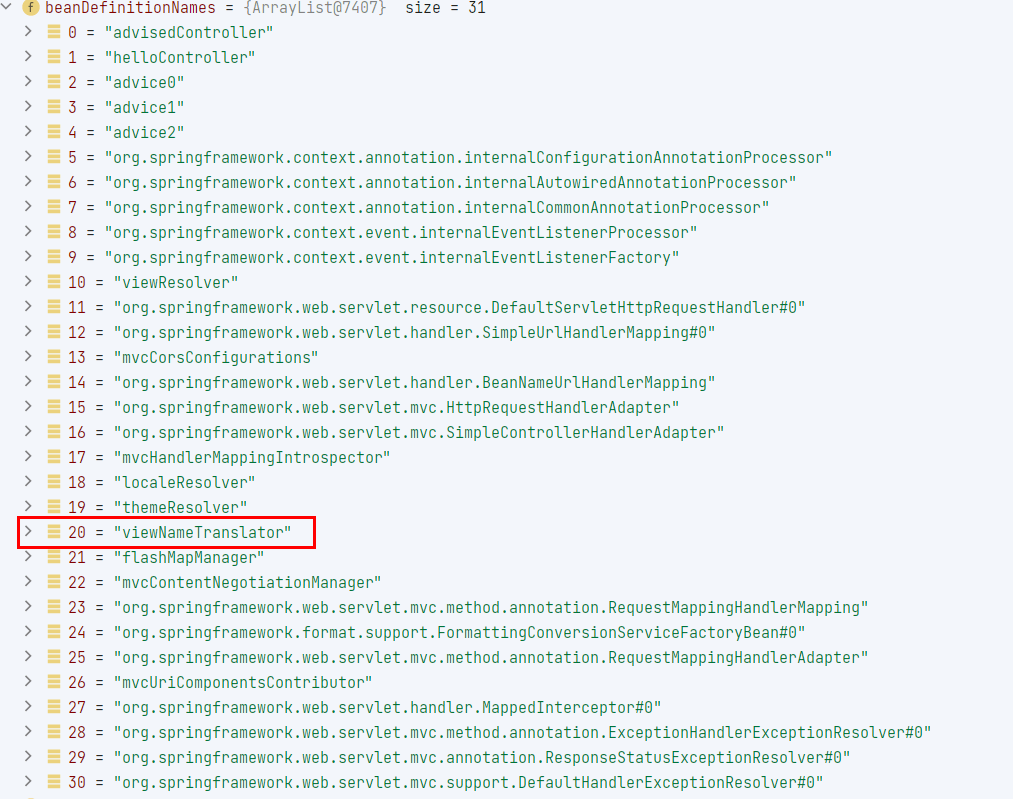 beanDefinitionNames = {ArrayList@7407} size = 31
0 = "advisedController"
1 = "helloController"
2 = "advice0"
3 = "advice1"
4 = "advice2"
5 = "org.springframework.context.annotation.internalConfigurationAnnotationProcessor"
6 = "org.springframework.context.annotation.internalAutowiredAnnotationProcessor"
7 = "org.springframework.context.annotation.internalCommonAnnotationProcessor"
8 = "org.springframework.context.event.internalEventListenerProcessor"
9 = "org.springframework.context.event.internalEventListenerFactory"
10 = "viewResolver"
11 = "org.springframework.web.servlet.resource.DefaultServletHttpRequestHandler#0"
12 = "org.springframework.web.servlet.handler.SimpleUrlHandlerMapping#0"
13 = "mvcCorsConfigurations"
14 = "org.springframework.web.servlet.handler.BeanNameUrlHandlerMapping"
15 = "org.springframework.web.servlet.mvc.HttpRequestHandlerAdapter"
16 = "org.springframework.web.servlet.mvc.SimpleControllerHandlerAdapter"
17 = "mvcHandlerMappingIntrospector"
18 = "localeResolver"
19 = "themeResolver"
20 = "viewNameTranslator"
21 = "flashMapManager"
22 = "mvcContentNegotiationManager"
23 = "org.springframework.web.servlet.mvc.method.annotation.RequestMappingHandlerMapping"
24 = "org.springframework.format.support.FormattingConversionServiceFactoryBean#0"
25 = "org.springframework.web.servlet.mvc.method.annotation.RequestMappingHandlerAdapter"
26 = "mvcUriComponentsContributor"
27 = "org.springframework.web.servlet.handler.MappedInterceptor#0"
28 = "org.springframework.web.servlet.mvc.method.annotation.ExceptionHandlerExceptionResolver#0"
29 = "org.springframework.web.servlet.mvc.annotation.ResponseStatusExceptionResolver#0"
30 = "org.springframework.web.servlet.mvc.support.DefaultHandlerExceptionResolver#0"